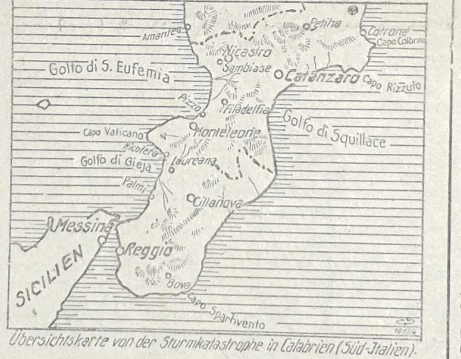 Amantea
Petilia
Cotrone
Capo Colonne
Nicastro
Golfo di S. Eufemia
Sambiase
Catanzaro
Capo Rizzuto
Pizzo
Filadelfia
Golfo di Squillace
Capo Vaticano
Monteleone
Nicotera
Golfo di Gieja
Laureana
Palmi
Cittanova
Messina
Reggio
SICILIEN
Bova
Capo Spartivento
Übersichtskarte von der Sturmkatastrophe in Calabrien (Süd-Italien).